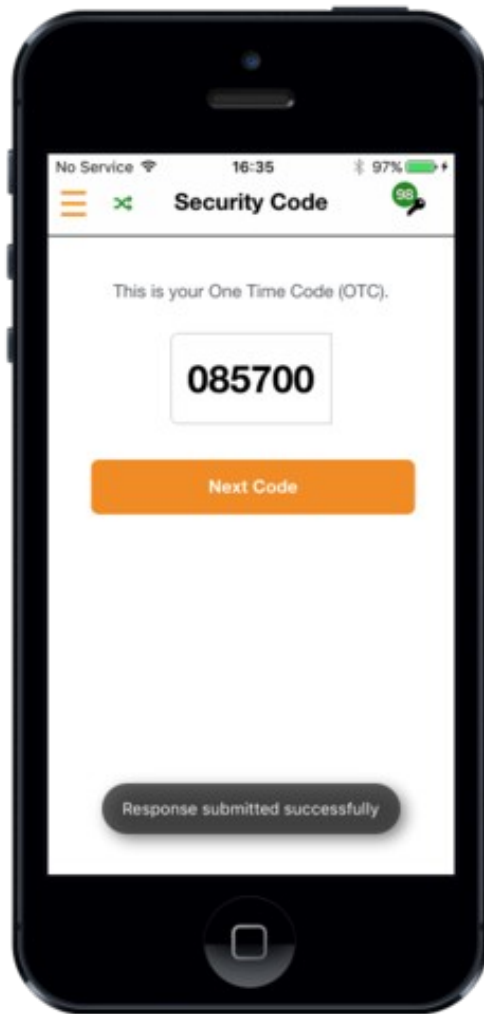 No Service 16:35 97%
Security Code 98
This is your One Time Code (OTC).
085700
Next Code
Response submitted successfully